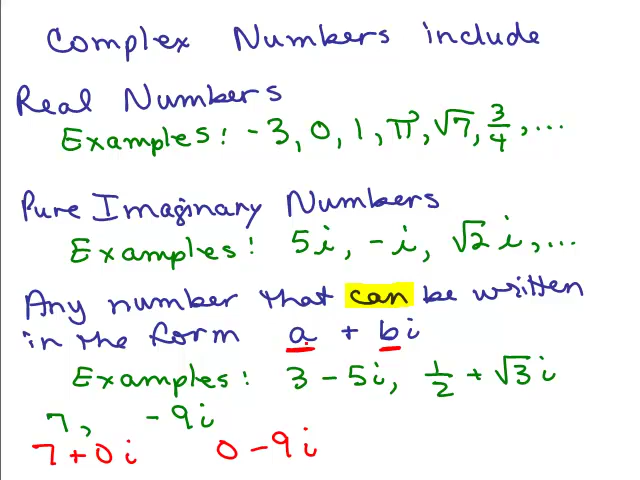 Complex Numbers include
Real Numbers
Examples: -3, 0, 1, π, √7, 3/4, ...
Pure Imaginary Numbers
Examples: 5i, -i, √2 i, ...
Any number that can be written
in the form a + bi
Examples: 3 - 5i, 1/2 + √3 i
7, -9i
7 + 0i 0 - 9i